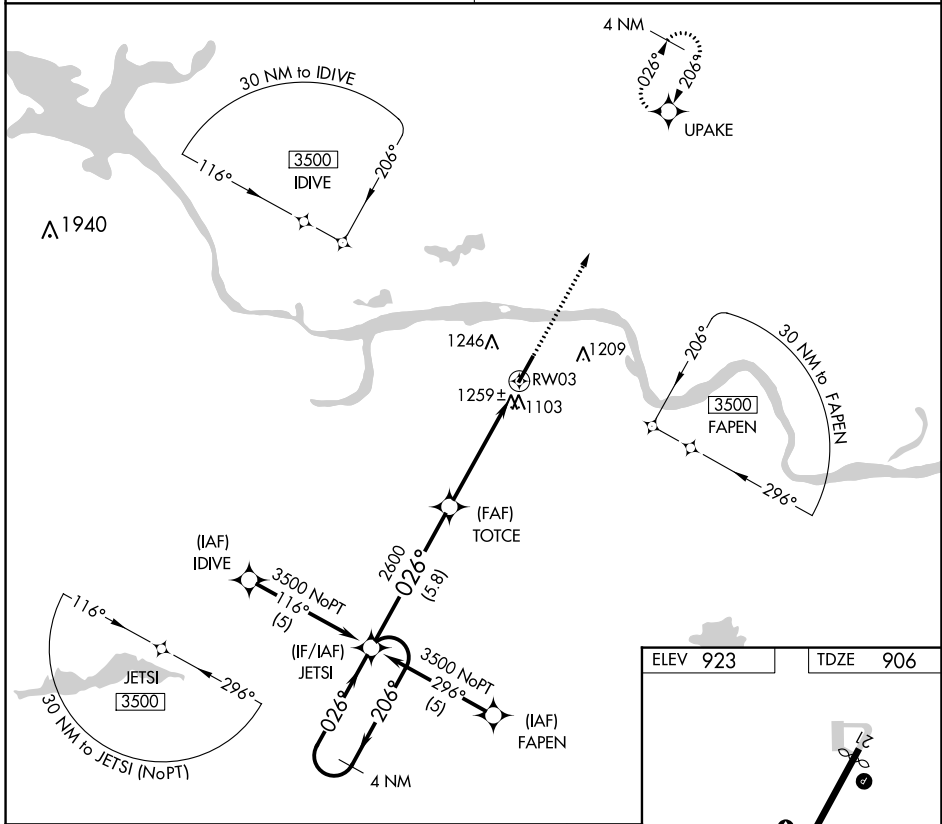 4 NM
026°
206°
UPAKE
30 NM to IDIVE
3500
IDIVE
116°
206°
1940
1246
1209
RW03
1259±
1103
206°
30 NM to FAPEN
3500
FAPEN
296°
(FAF)
TOTCE
(IAF)
IDIVE
2600
026°
(5.8)
3500 NoPT
116°
(5)
(IF/IAF)
JETSI
3500 NoPT
296°
(5)
(IAF)
FAPEN
026°
206°
4 NM
116°
296°
JETSI
3500
30 NM to JETSI (NoPT)
ELEV 923
TDZE 906
21
P